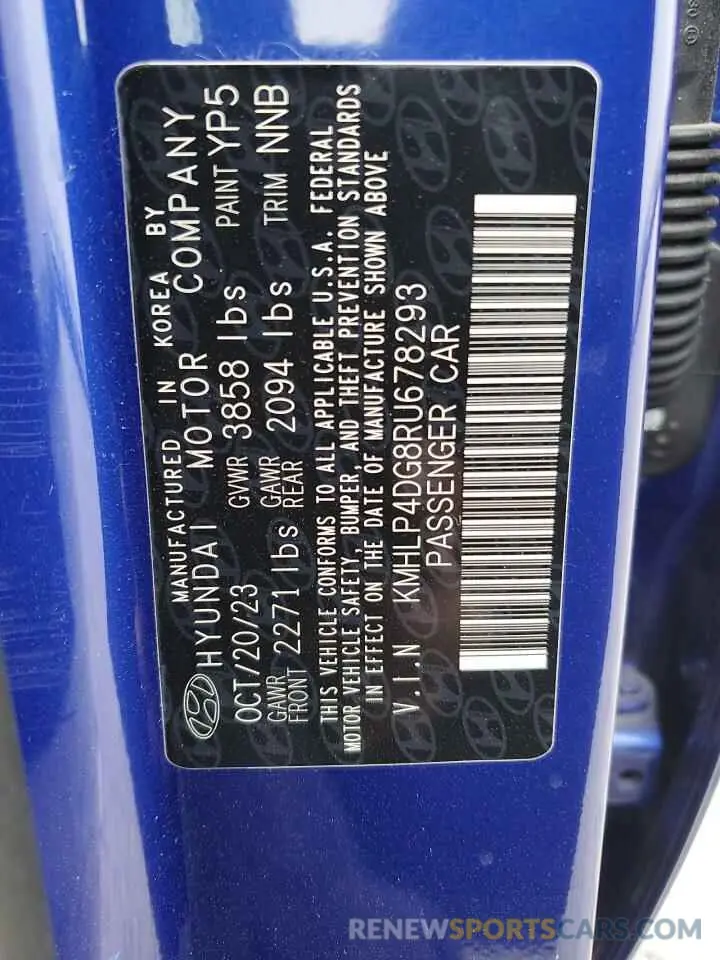 MANUFACTURED IN KOREA BY
HYUNDAI MOTOR COMPANY
OCT/20/23 GVWR 3858 lbs PAINT YP5
GAWR FRONT 2271 lbs GAWR REAR 2094 lbs TRIM NNB
THIS VEHICLE CONFORMS TO ALL APPLICABLE U.S.A. FEDERAL
MOTOR VEHICLE SAFETY, BUMPER, AND THEFT PREVENTION STANDARDS
IN EFFECT ON THE DATE OF MANUFACTURE SHOWN ABOVE
V.I.N KMHLP4DG8RU678293
PASSENGER CAR
RENEWSPORTSCARS.COM